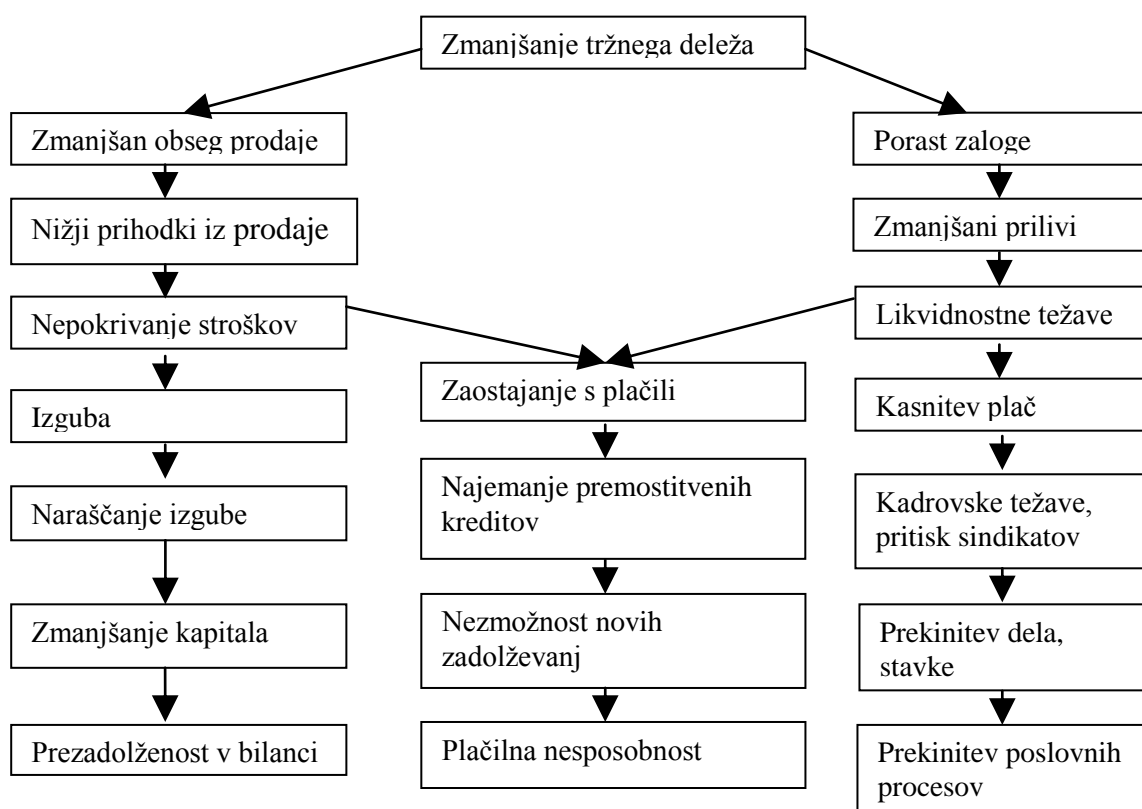 Zmanjšanje tržnega deleža
Zmanjšan obseg prodaje
Nižji prihodki iz prodaje
Nepokrivanje stroškov
Izguba
Naraščanje izgube
Zmanjšanje kapitala
Prezadolženost v bilanci
Zaostajanje s plačili
Najemanje premostitvenih
kreditov
Nezmožnost novih
zadolževanj
Plačilna nesposobnost
Porast zaloge
Zmanjšani prilivi
Likvidnostne težave
Kasnitev plač
Kadrovske težave,
pritisk sindikatov
Prekinitev dela,
stavke
Prekinitev poslovnih
procesov